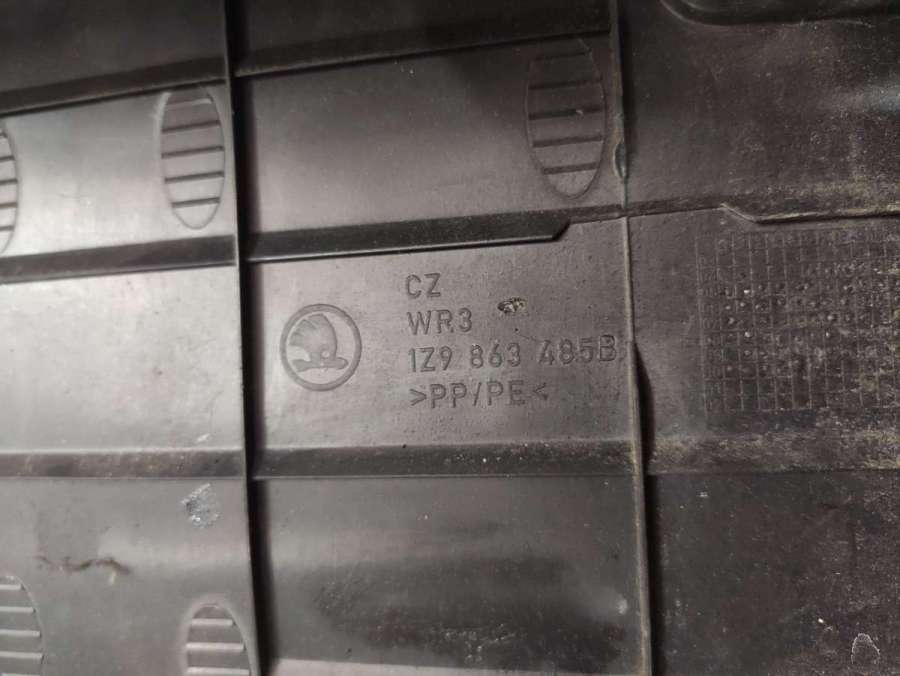 CZ
WR3
1Z9 863 485B
>PP/PE<